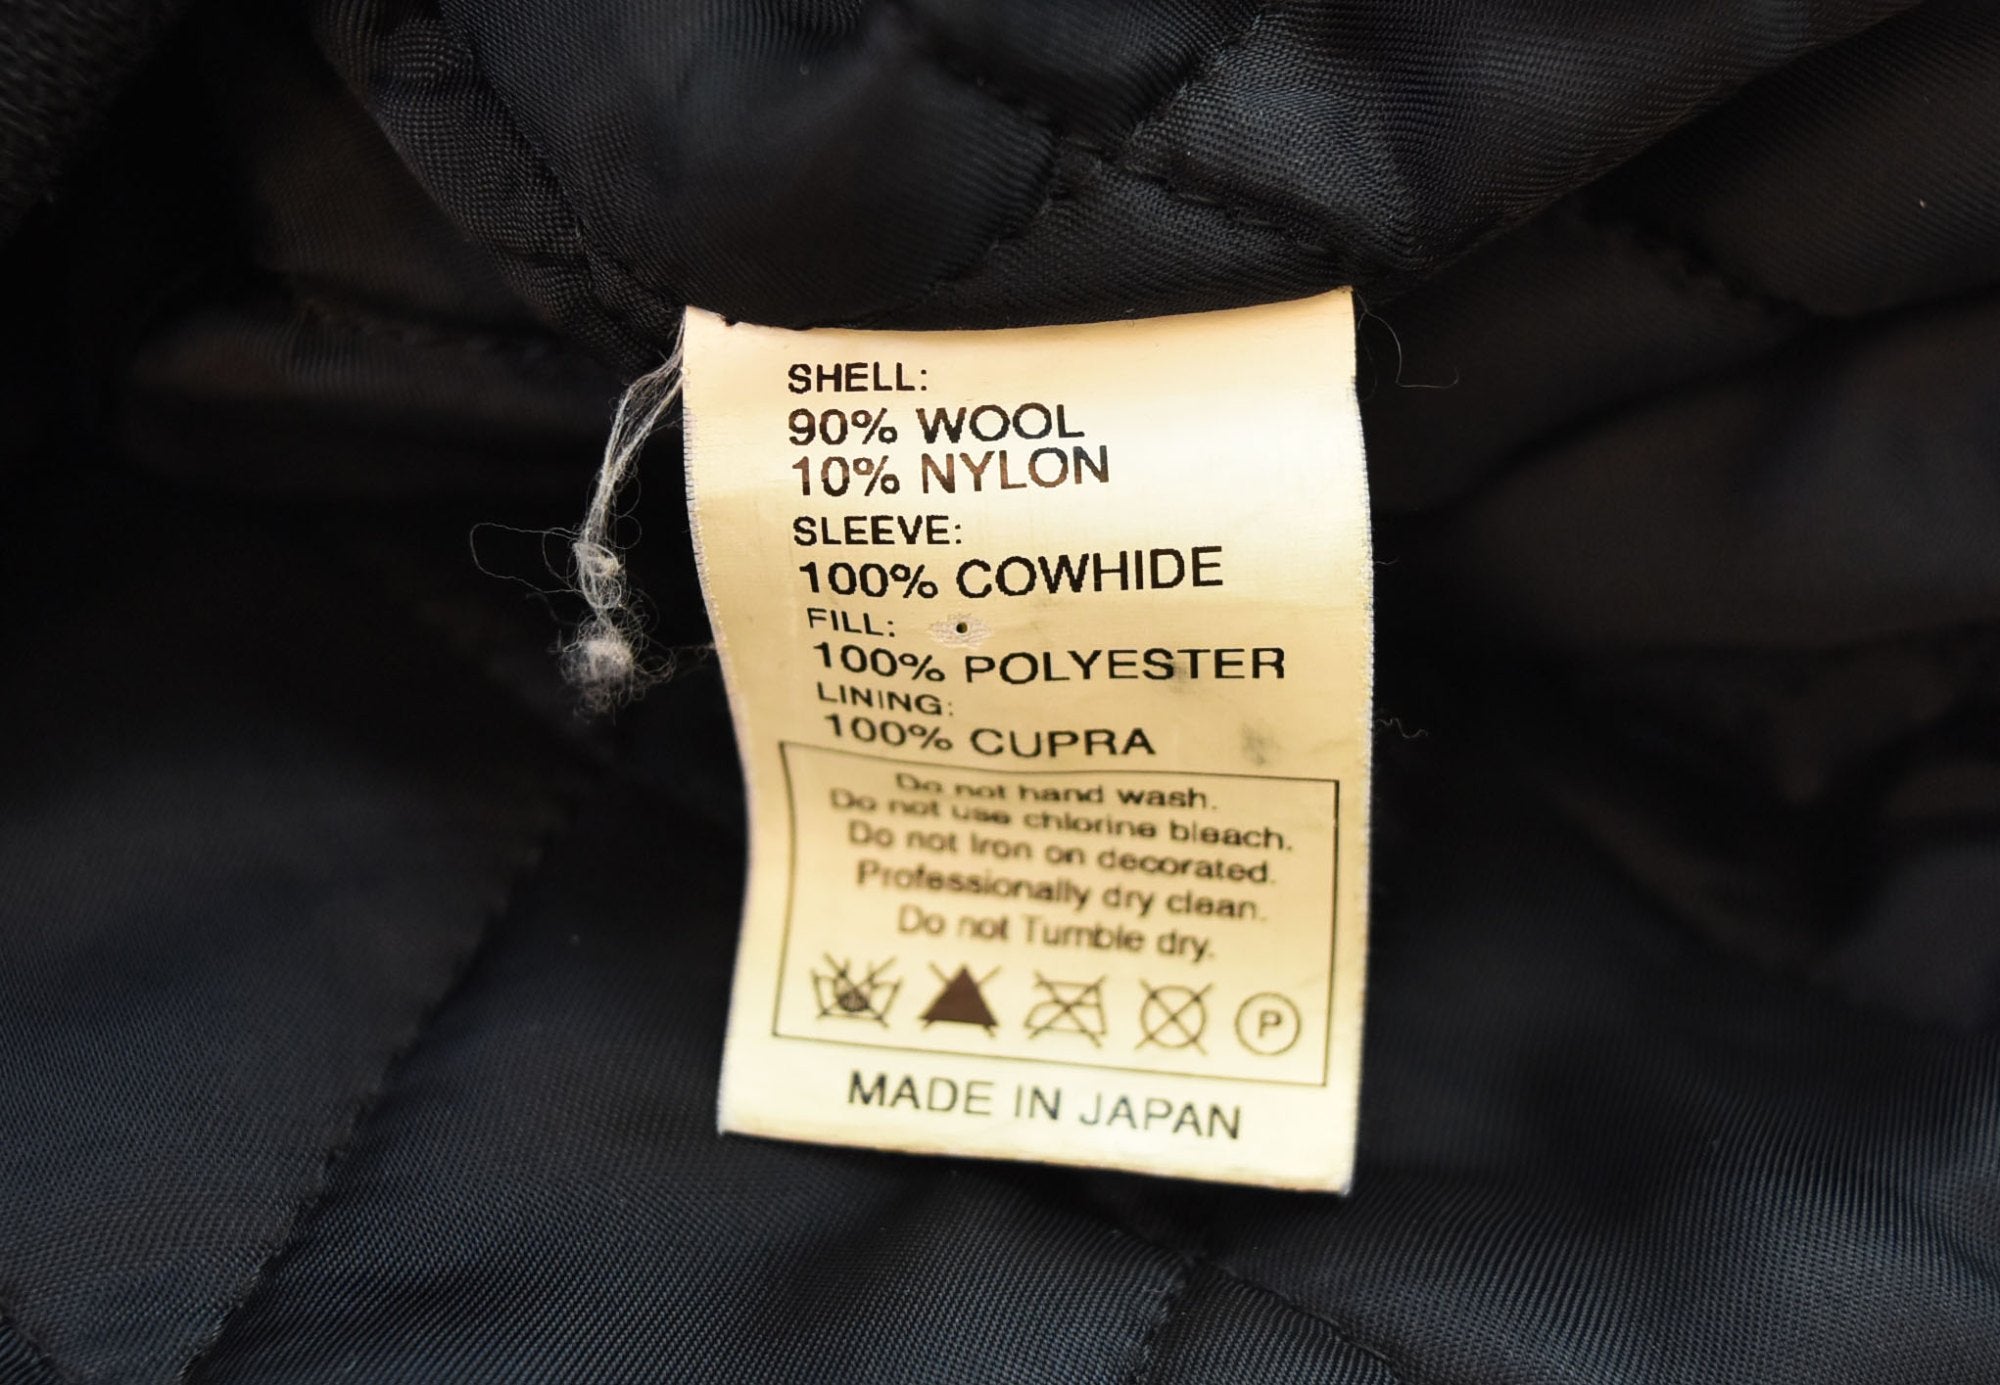 SHELL:
90% WOOL
10% NYLON
SLEEVE:
100% COWHIDE
FILL:
100% POLYESTER
LINING:
100% CUPRA
Do not hand wash.
Do not use chlorine bleach.
Do not Iron on decorated.
Professionally dry clean.
Do not Tumble dry.
P
MADE IN JAPAN